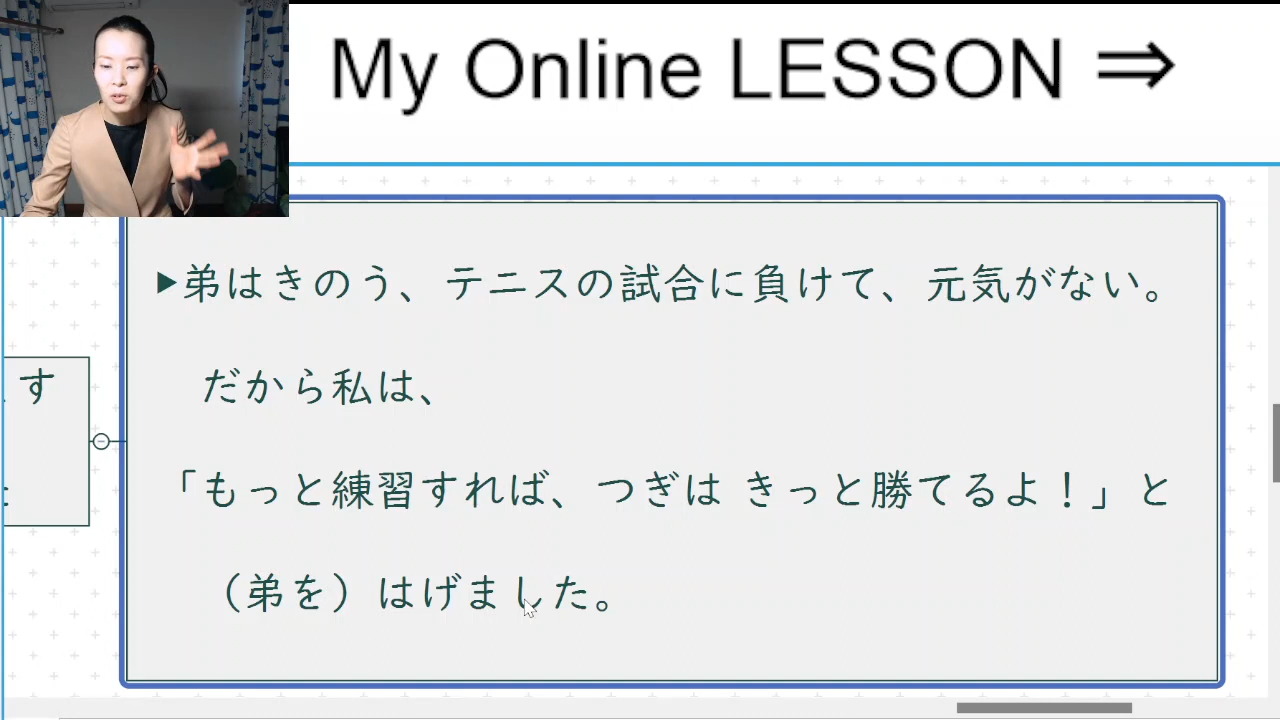 My Online LESSON ⇒
▶弟はきのう、テニスの試合に負けて、元気がない。
だから私は、
「もっと練習すれば、つぎは きっと勝てるよ！」と
（弟を）はげました。
す